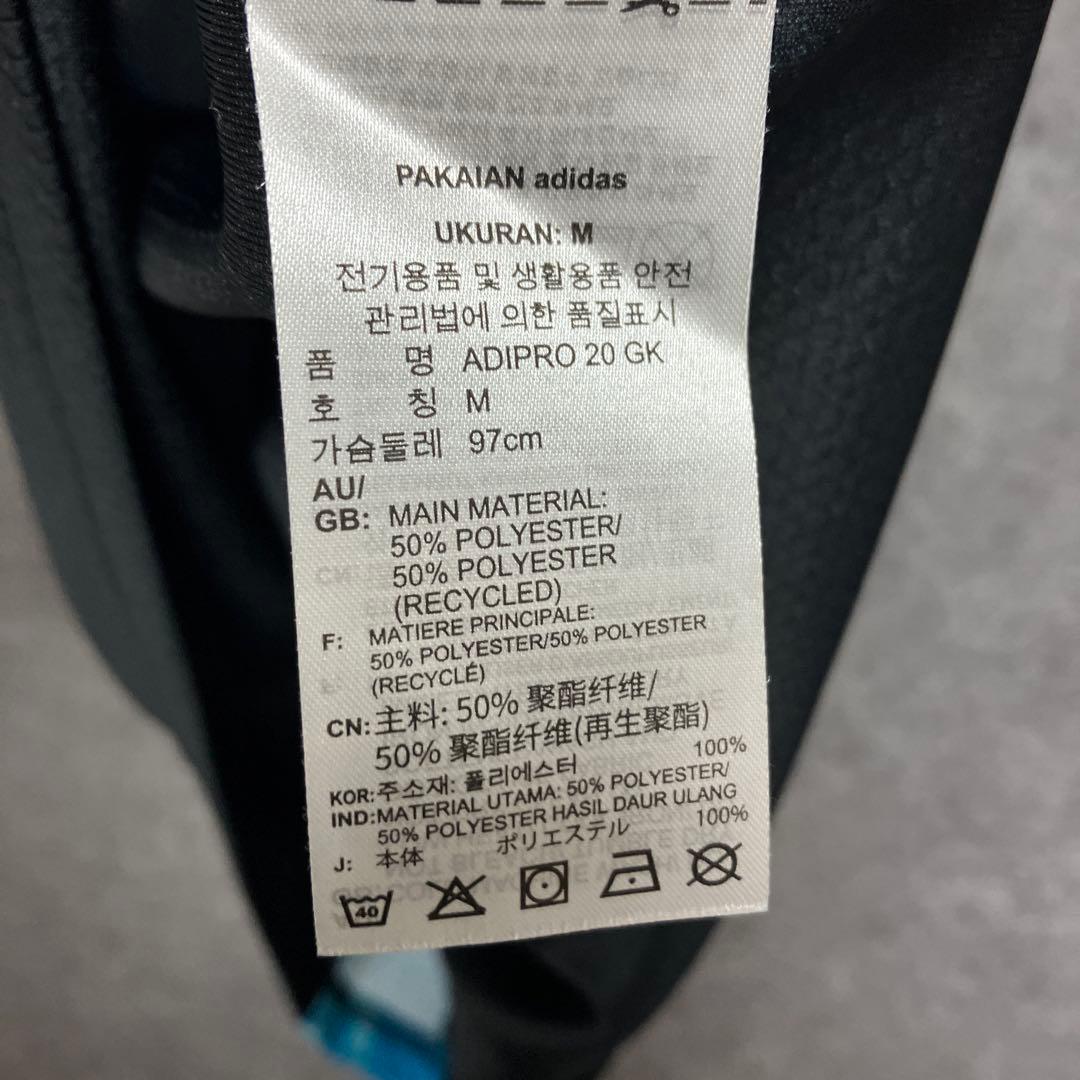 PAKAIAN adidas
UKURAN: M
전기용품 및 생활용품 안전
관리법에 의한 품질표시
품 명 ADIPRO 20 GK
호 칭 M
가슴둘레 97cm
AU/
GB: MAIN MATERIAL:
50% POLYESTER/
50% POLYESTER
(RECYCLED)
F: MATIERE PRINCIPALE:
50% POLYESTER/50% POLYESTER
(RECYCLÉ)
CN: 主料: 50% 聚酯纤维/
50% 聚酯纤维(再生聚酯)
KOR: 주소재: 폴리에스터 100%
IND: MATERIAL UTAMA: 50% POLYESTER/
50% POLYESTER HASIL DAUR ULANG
J: 本体 ポリエステル 100%
40